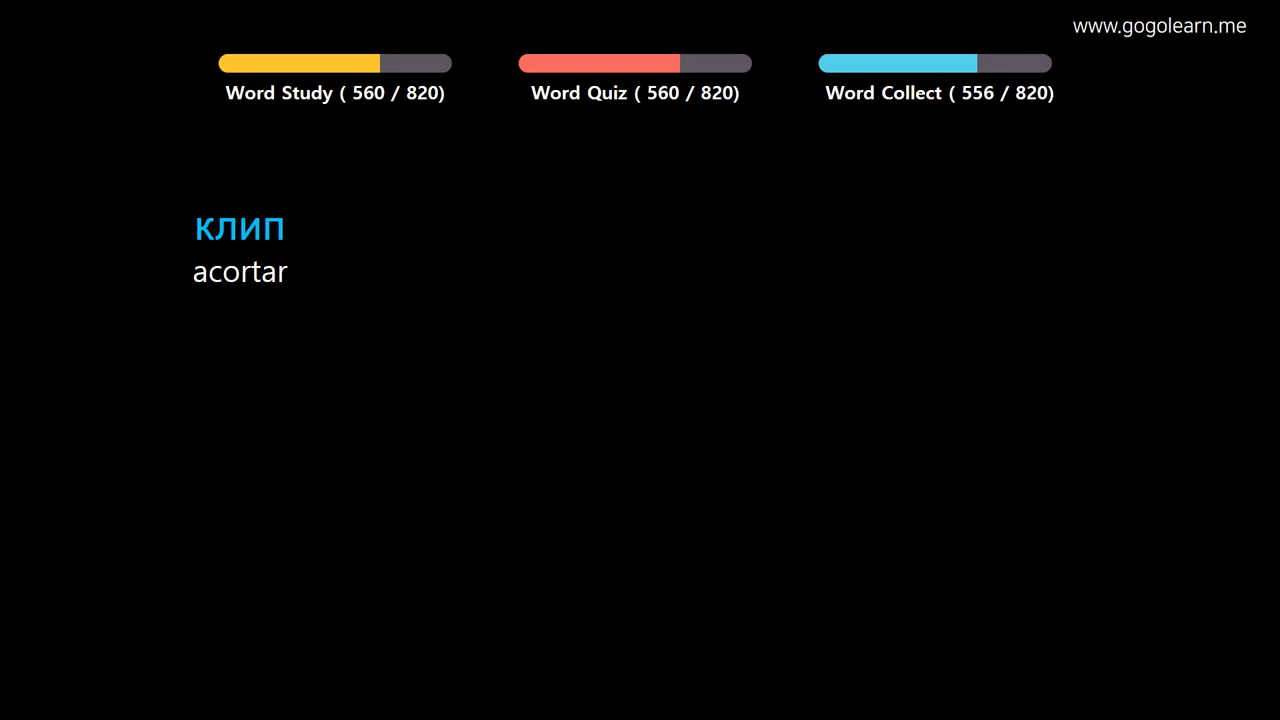 www.gogolearn.me
Word Study ( 560 / 820)
Word Quiz ( 560 / 820)
Word Collect ( 556 / 820)
клип
acortar